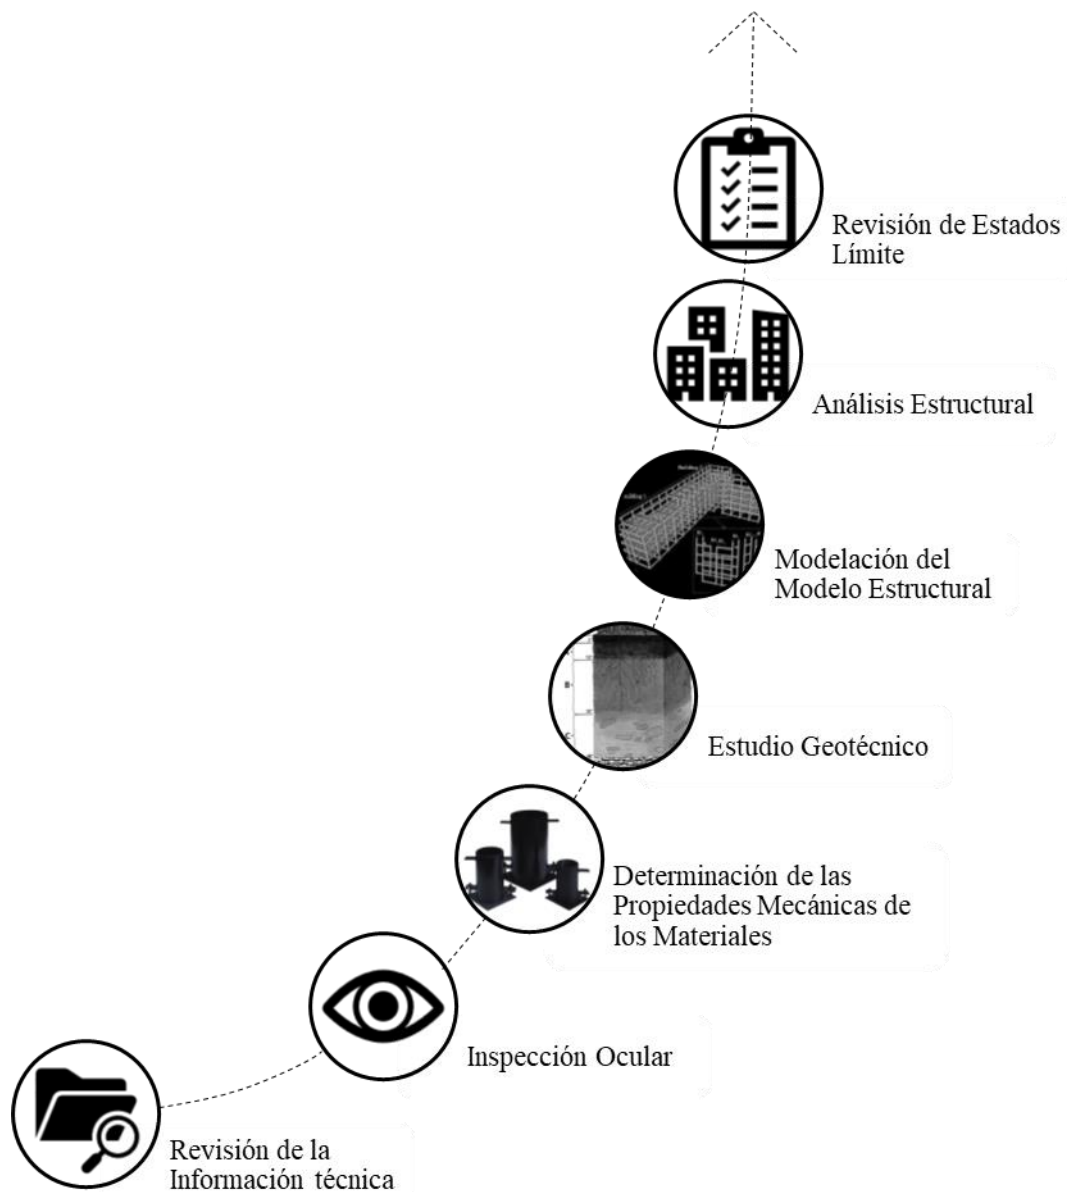 Revisión de Estados
Límite
Análisis Estructural
Modelación del
Modelo Estructural
B
C
Estudio Geotécnico
Determinación de las
Propiedades Mecánicas de
los Materiales
Inspección Ocular
Revisión de la
Información técnica